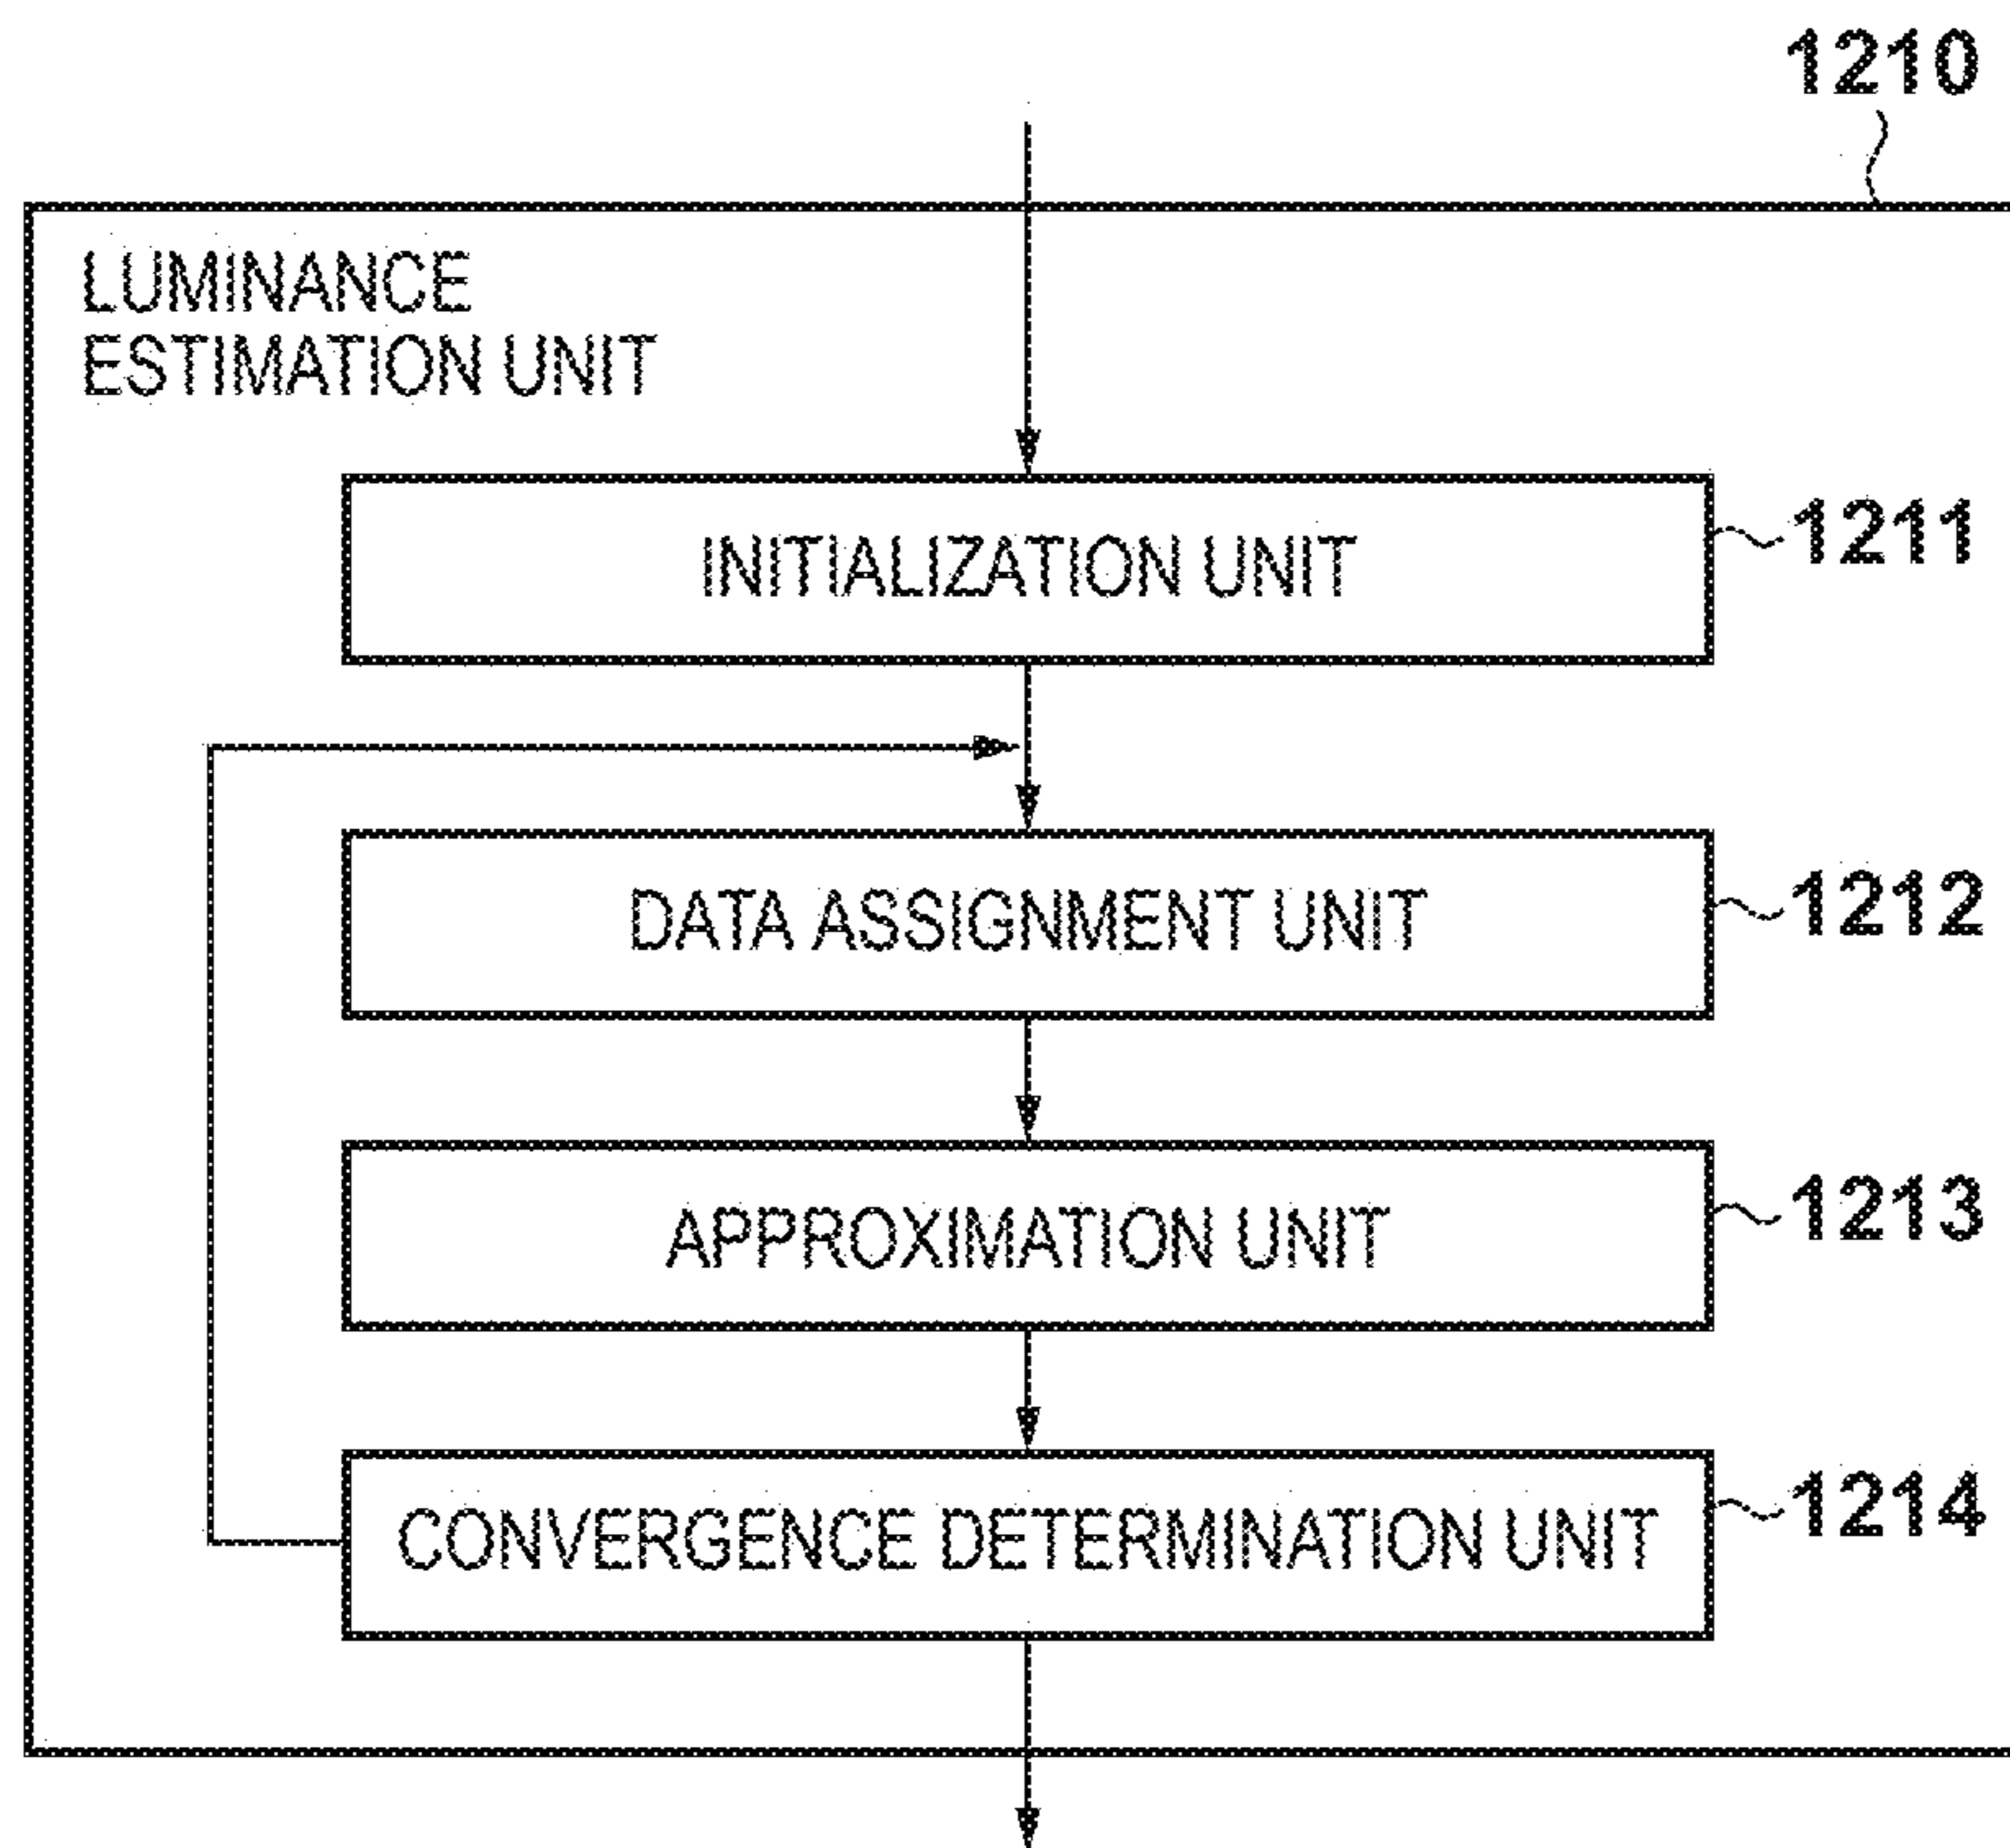 1210
LUMINANCE
ESTIMATION UNIT
INITIALIZATION UNIT
1211
DATA ASSIGNMENT UNIT
1212
APPROXIMATION UNIT
1213
CONVERGENCE DETERMINATION UNIT
1214